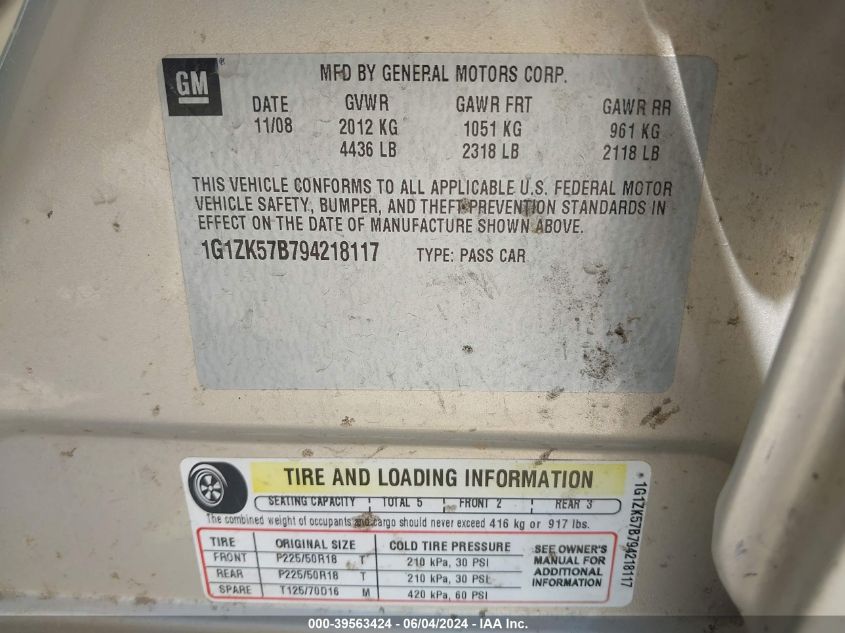 GM ®
MFD BY GENERAL MOTORS CORP.
DATE GVWR GAWR FRT GAWR RR
11/08 2012 KG 1051 KG 961 KG
4436 LB 2318 LB 2118 LB
THIS VEHICLE CONFORMS TO ALL APPLICABLE U.S. FEDERAL MOTOR
VEHICLE SAFETY, BUMPER, AND THEFT PREVENTION STANDARDS IN
EFFECT ON THE DATE OF MANUFACTURE SHOWN ABOVE.
1G1ZK57B794218117 TYPE: PASS CAR
TIRE AND LOADING INFORMATION
SEATING CAPACITY TOTAL 5 FRONT 2 REAR 3
The combined weight of occupants and cargo should never exceed 416 kg or 917 lbs.
TIRE ORIGINAL SIZE COLD TIRE PRESSURE
FRONT P225/50R18 T 210 kPa, 30 PSI
REAR P225/50R18 T 210 kPa, 30 PSI
SPARE T125/70D16 M 420 kPa, 60 PSI
SEE OWNER'S
MANUAL FOR
ADDITIONAL
INFORMATION
*1G1ZK57B794218117
000-39563424 - 06/04/2024 - IAA Inc.